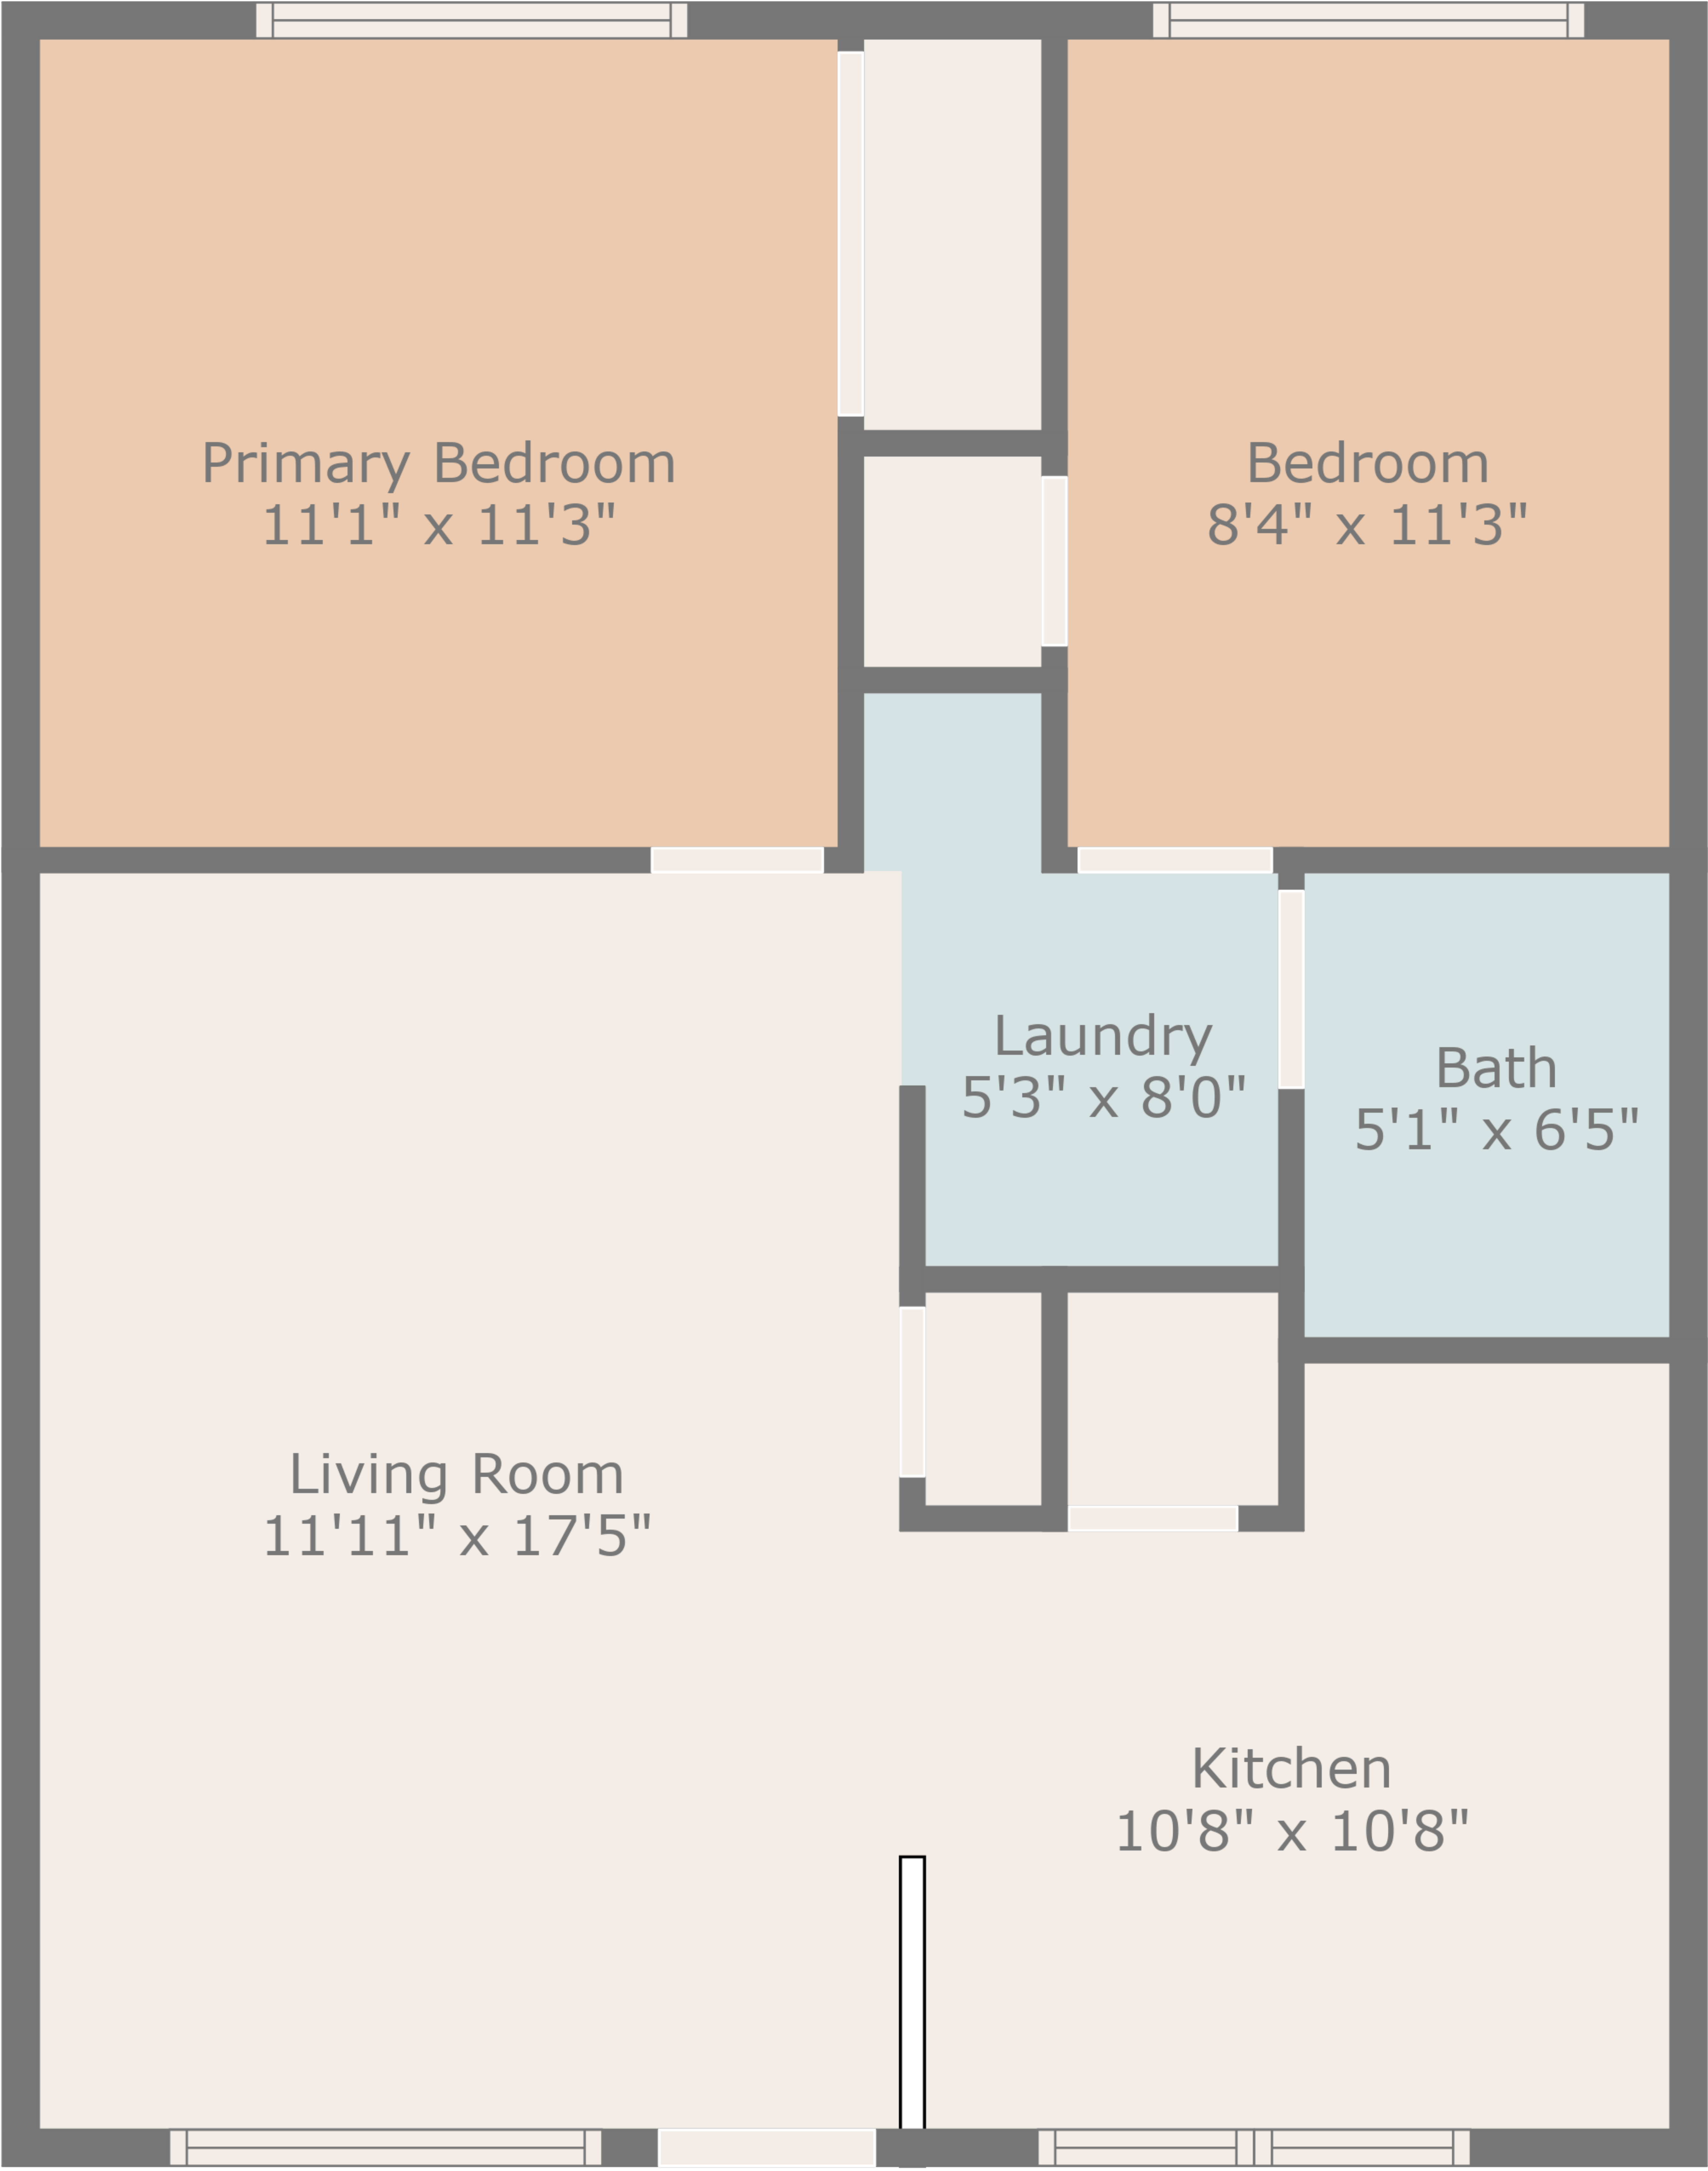 Primary Bedroom
11'1" x 11'3"
Bedroom
8'4" x 11'3"
Laundry
5'3" x 8'0"
Bath
5'1" x 6'5"
Living Room
11'11" x 17'5"
Kitchen
10'8" x 10'8"